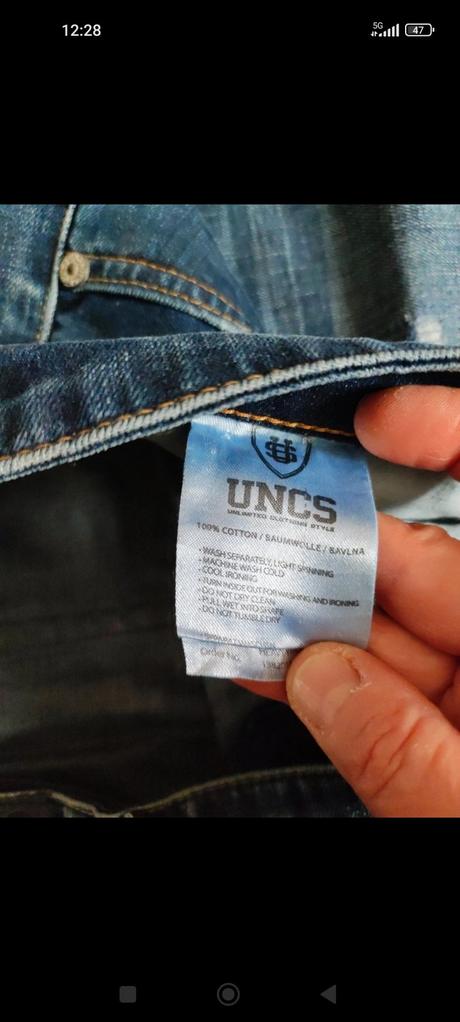 12:28
5G
47
UNCS
UNLIMITED CLOTHING STYLE
100% COTTON / BAUMWOLLE / BAVLNA
- WASH SEPARATELY, LIGHT SPINNING
- MACHINE WASH COLD
- COOL IRONING
- TURN INSIDE OUT FOR WASHING AND IRONING
- DO NOT DRY CLEAN
- PULL WET INTO SHAPE
- DO NOT TUMBLE DRY
Order No.